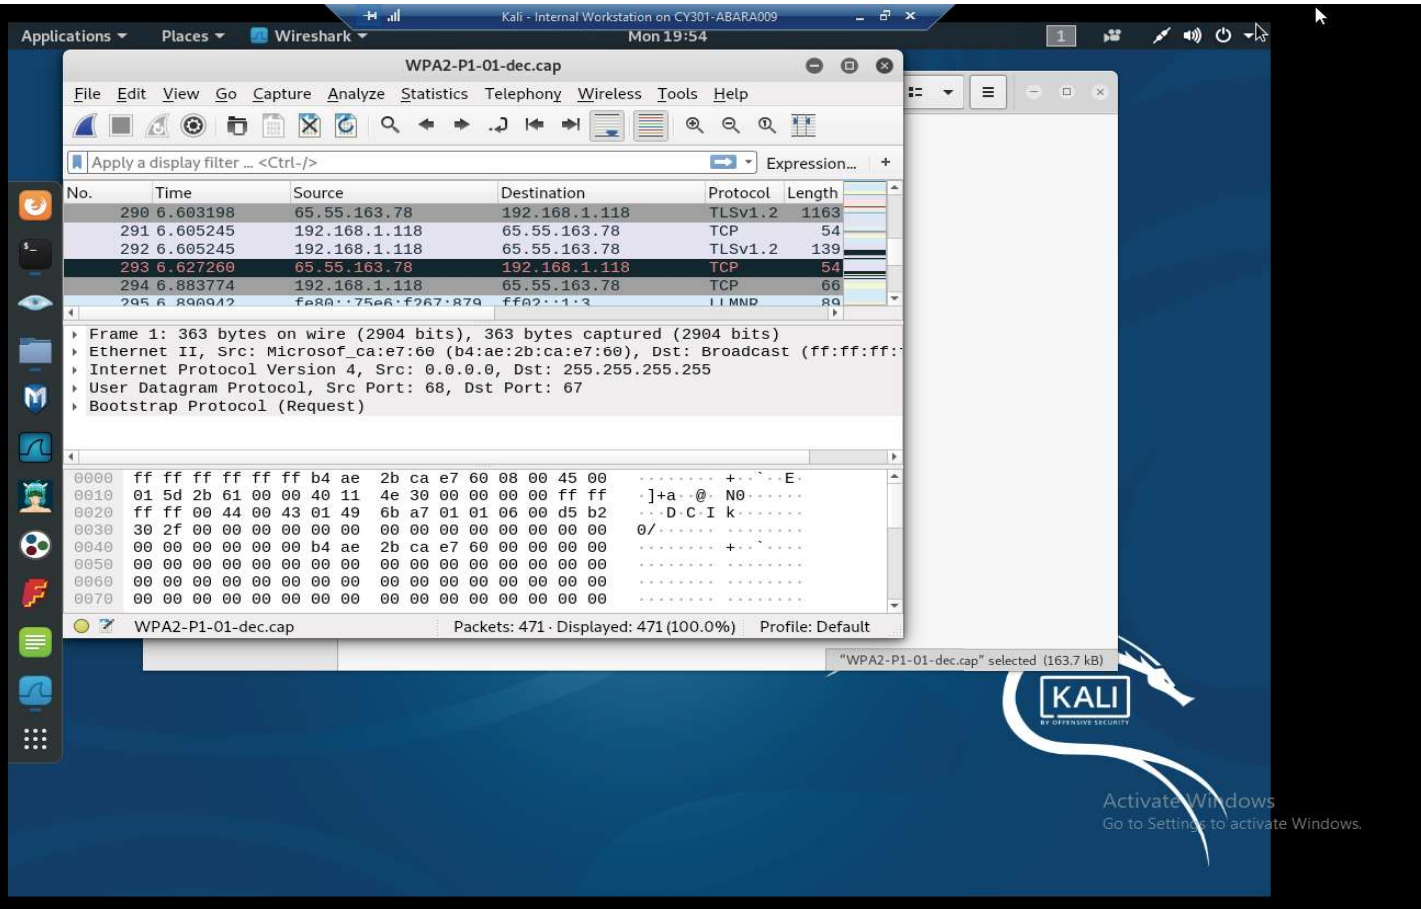 Kali - Internal Workstation on CY301-ABARA009
Applications Places Wireshark Mon 19:54 1
WPA2-P1-01-dec.cap
File Edit View Go Capture Analyze Statistics Telephony Wireless Tools Help
Apply a display filter ... <Ctrl-/> Expression... +
No. Time Source Destination Protocol Length
290 6.603198 65.55.163.78 192.168.1.118 TLSv1.2 1163
291 6.605245 192.168.1.118 65.55.163.78 TCP 54
292 6.605245 192.168.1.118 65.55.163.78 TLSv1.2 139
293 6.627260 65.55.163.78 192.168.1.118 TCP 54
294 6.883774 192.168.1.118 65.55.163.78 TCP 66
295 6.890942 fe80::75e6:f267:879 ff02::1:3 LLMNR 89
Frame 1: 363 bytes on wire (2904 bits), 363 bytes captured (2904 bits)
Ethernet II, Src: Microsof_ca:e7:60 (b4:ae:2b:ca:e7:60), Dst: Broadcast (ff:ff:ff:
Internet Protocol Version 4, Src: 0.0.0.0, Dst: 255.255.255.255
User Datagram Protocol, Src Port: 68, Dst Port: 67
Bootstrap Protocol (Request)
0000 ff ff ff ff ff ff b4 ae 2b ca e7 60 08 00 45 00 ········ +··`··E·
0010 01 5d 2b 61 00 00 40 11 4e 30 00 00 00 00 ff ff ·]+a··@· N0······
0020 ff ff 00 44 00 43 01 49 6b a7 01 01 06 00 d5 b2 ···D·C·I k·······
0030 30 2f 00 00 00 00 00 00 00 00 00 00 00 00 00 00 0/······ ········
0040 00 00 00 00 00 00 b4 ae 2b ca e7 60 00 00 00 00 ········ +··`····
0050 00 00 00 00 00 00 00 00 00 00 00 00 00 00 00 00 ········ ········
0060 00 00 00 00 00 00 00 00 00 00 00 00 00 00 00 00 ········ ········
0070 00 00 00 00 00 00 00 00 00 00 00 00 00 00 00 00 ········ ········
WPA2-P1-01-dec.cap Packets: 471 · Displayed: 471 (100.0%) Profile: Default
"WPA2-P1-01-dec.cap" selected (163.7 kB)
KALI
BY OFFENSIVE SECURITY
Activate Windows
Go to Settings to activate Windows.